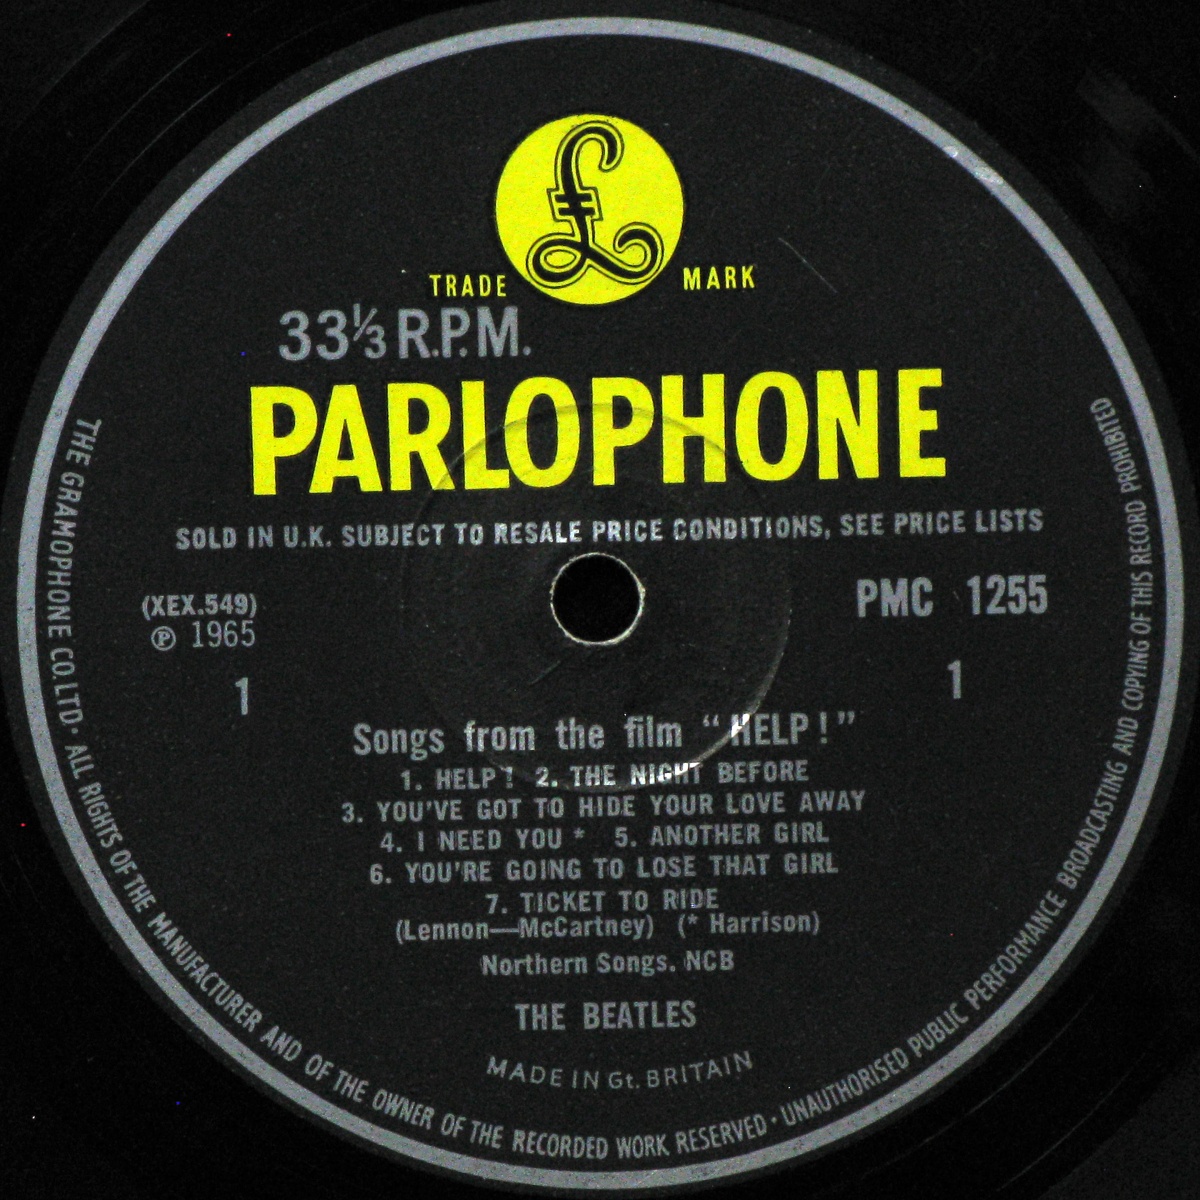 £
TRADE MARK
33⅓ R.P.M.
PARLOPHONE
SOLD IN U.K. SUBJECT TO RESALE PRICE CONDITIONS, SEE PRICE LISTS
(XEX.549)
℗ 1965
1
PMC 1255
1
Songs from the film "HELP!"
1. HELP! 2. THE NIGHT BEFORE
3. YOU'VE GOT TO HIDE YOUR LOVE AWAY
4. I NEED YOU * 5. ANOTHER GIRL
6. YOU'RE GOING TO LOSE THAT GIRL
7. TICKET TO RIDE
(Lennon—McCartney) (* Harrison)
Northern Songs. NCB
THE BEATLES
MADE IN Gt. BRITAIN
THE GRAMOPHONE CO. LTD · ALL RIGHTS OF THE MANUFACTURER AND OF THE OWNER OF THE RECORDED WORK RESERVED · UNAUTHORISED PUBLIC PERFORMANCE BROADCASTING AND COPYING OF THIS RECORD PROHIBITED